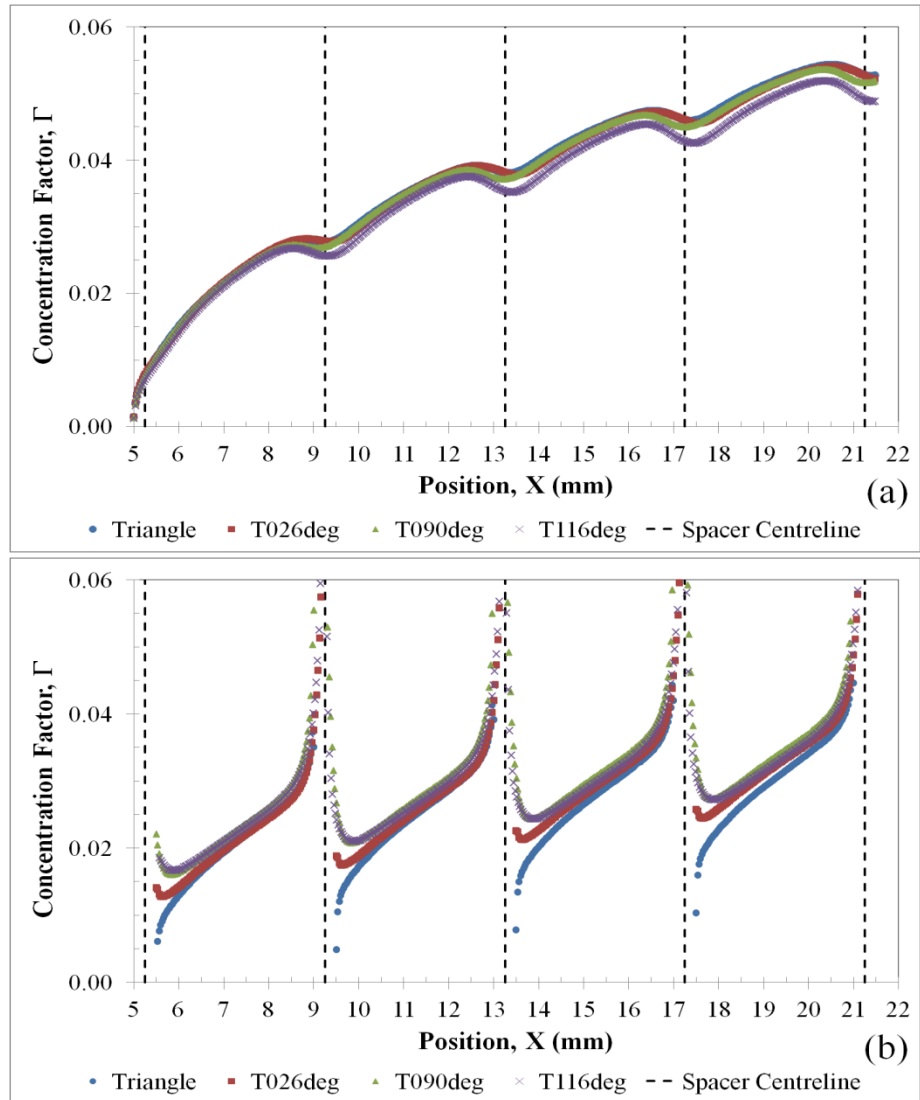 0.06
0.04
0.02
0.00
Concentration Factor, Γ
5 6 7 8 9 10 11 12 13 14 15 16 17 18 19 20 21 22
Position, X (mm)
(a)
Triangle T026deg T090deg T116deg Spacer Centreline
0.06
0.04
0.02
0.00
Concentration Factor, Γ
5 6 7 8 9 10 11 12 13 14 15 16 17 18 19 20 21 22
Position, X (mm)
(b)
Triangle T026deg T090deg T116deg Spacer Centreline